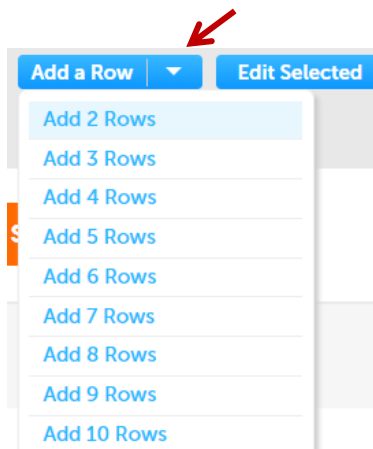 Add a Row
Edit Selected
Add 2 Rows
Add 3 Rows
Add 4 Rows
Add 5 Rows
Add 6 Rows
Add 7 Rows
Add 8 Rows
Add 9 Rows
Add 10 Rows